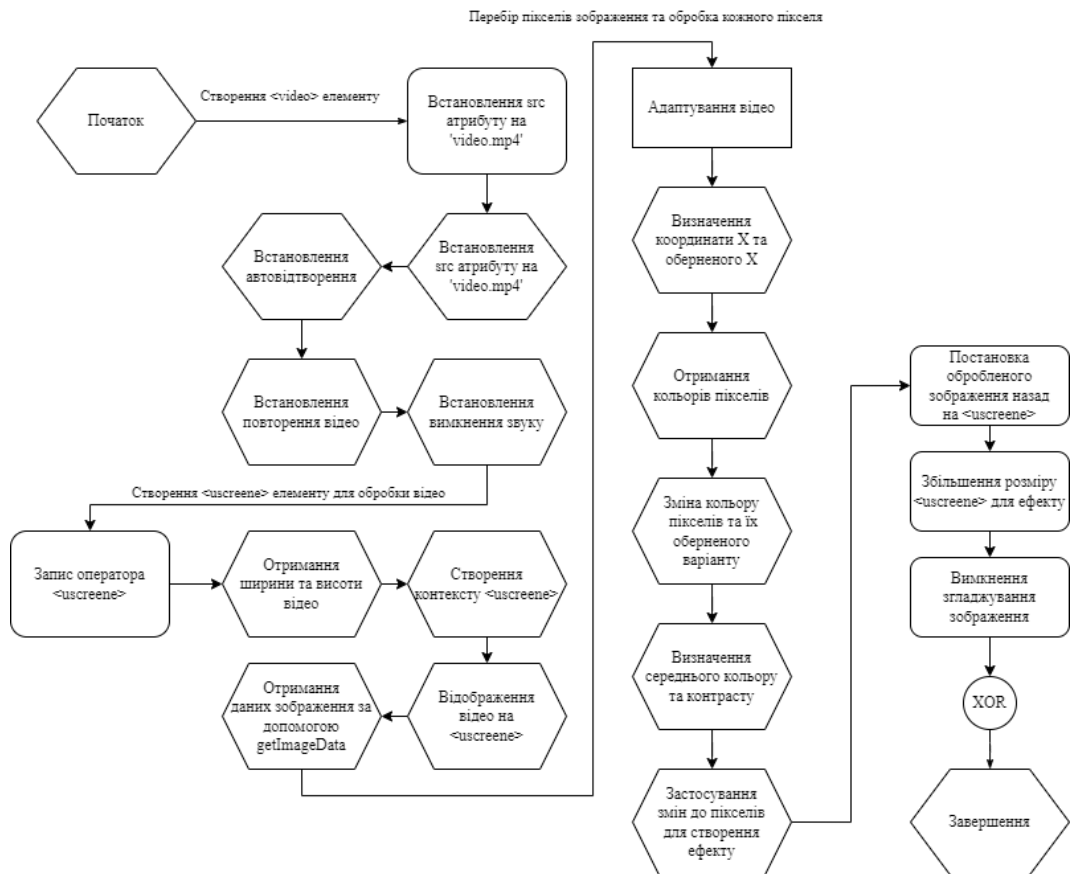 Перебір пікселів зображення та обробка кожного пікселя
Початок
Створення <video> елементу
Встановлення src
атрибуту на
'video.mp4'
Встановлення
src атрибуту на
'video.mp4'
Встановлення
автовідтворення
Встановлення
повторення відео
Встановлення
вимкнення звуку
Створення <uscreene> елементу для обробки відео
Запис оператора
<uscreene>
Отримання
ширини та висоти
відео
Створення
контексту <uscreene>
Відображення
відео на
<uscreene>
Отримання
даних зображення за
допомогою
getImageData
Адаптування відео
Визначення
координати X та
оберненого X
Отримання
кольорів пікселів
Зміна кольору
пікселів та їх
оберненого
варіанту
Визначення
середнього кольору
та контрасту
Застосування
змін до пікселів
для створення
ефекту
Постановка
обробленого
зображення назад
на <uscreene>
Збільшення розміру
<uscreene> для ефекту
Вимкнення
згладжування
зображення
XOR
Завершення